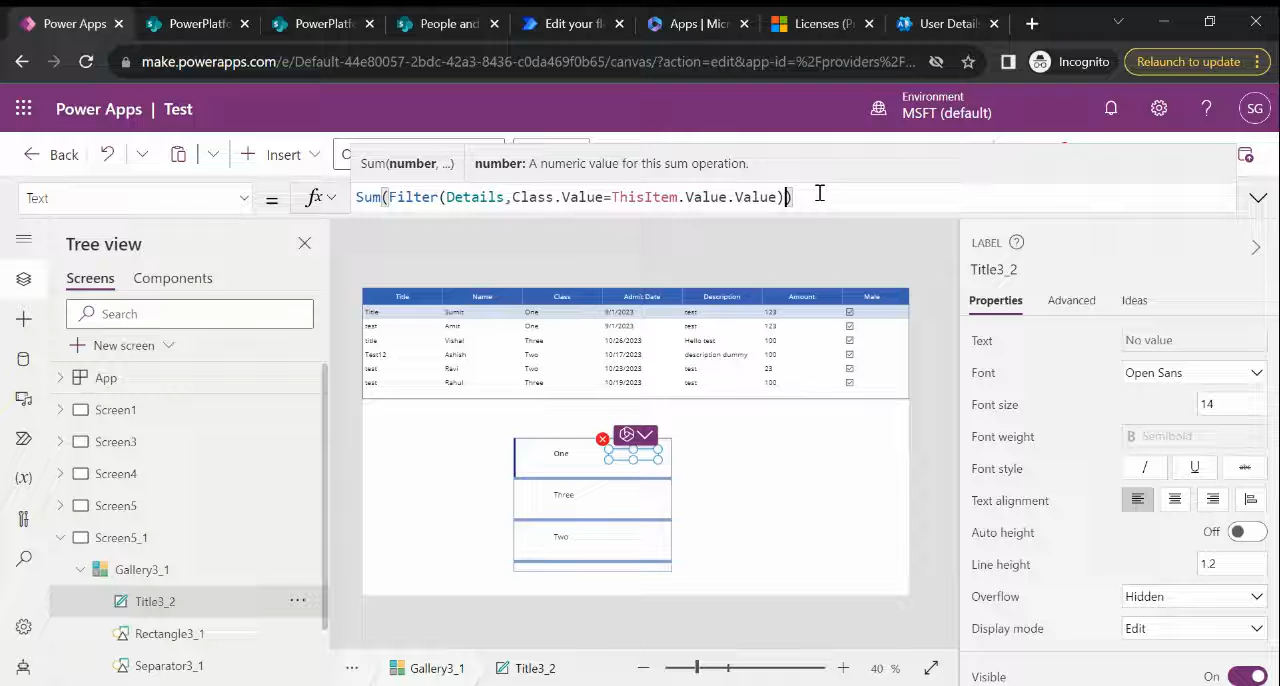 Power Apps
PowerPlatfo
PowerPlatfo
People and
Edit your fl
Apps | Micr
Licenses (Pr
User Detail
make.powerapps.com/e/Default-44e80057-2bdc-42a3-8436-c0da469f0b65/canvas/?action=edit&app-id=%2Fproviders%2F...
Incognito
Relaunch to update
Power Apps | Test
Environment
MSFT (default)
SG
Back
Insert
Sum(number, ...)
number: A numeric value for this sum operation.
Text
= fx
Sum(Filter(Details,Class.Value=ThisItem.Value.Value))
Tree view
Screens
Components
Search
New screen
App
Screen1
Screen3
Screen4
Screen5
Screen5_1
Gallery3_1
Title3_2
Rectangle3_1
Separator3_1
Title Name Class Admit Date Description Amount Male
Title Sumit One 9/1/2023 test 123
test Amit One 9/1/2023 test 123
title Vishal Three 10/26/2023 Hello test 100
Test12 Ashish Two 10/17/2023 description dummy 100
test Ravi Two 10/23/2023 test 23
test Rahul Three 10/19/2023 test 100
One
Three
Two
Gallery3_1
Title3_2
40 %
LABEL
Title3_2
Properties
Advanced
Ideas
Text No value
Font Open Sans
Font size 14
Font weight B Semibold
Font style / U abc
Text alignment
Auto height Off
Line height 1.2
Overflow Hidden
Display mode Edit
Visible On